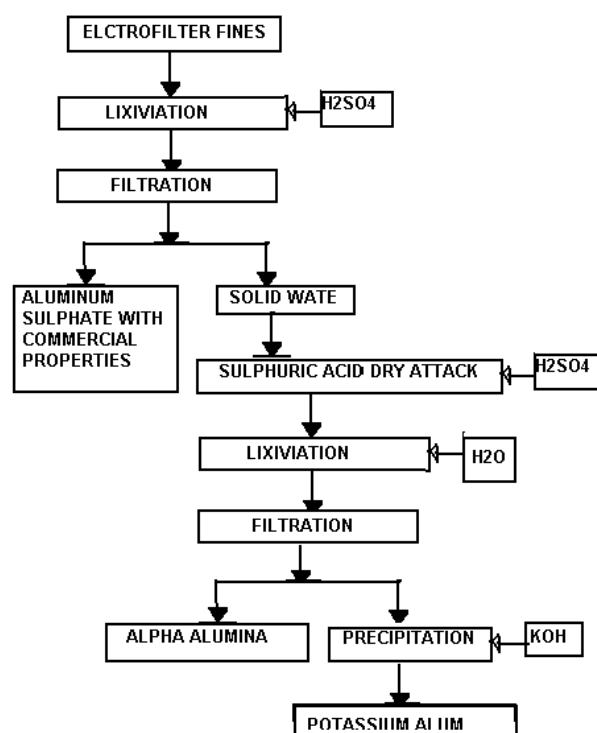 ELCTROFILTER FINES
LIXIVIATION
H2SO4
FILTRATION
ALUMINUM
SULPHATE WITH
COMMERCIAL
PROPERTIES
SOLID WATE
SULPHURIC ACID DRY ATTACK
H2SO4
LIXIVIATION
H2O
FILTRATION
ALPHA ALUMINA
PRECIPITATION
KOH
POTASSIUM ALUM